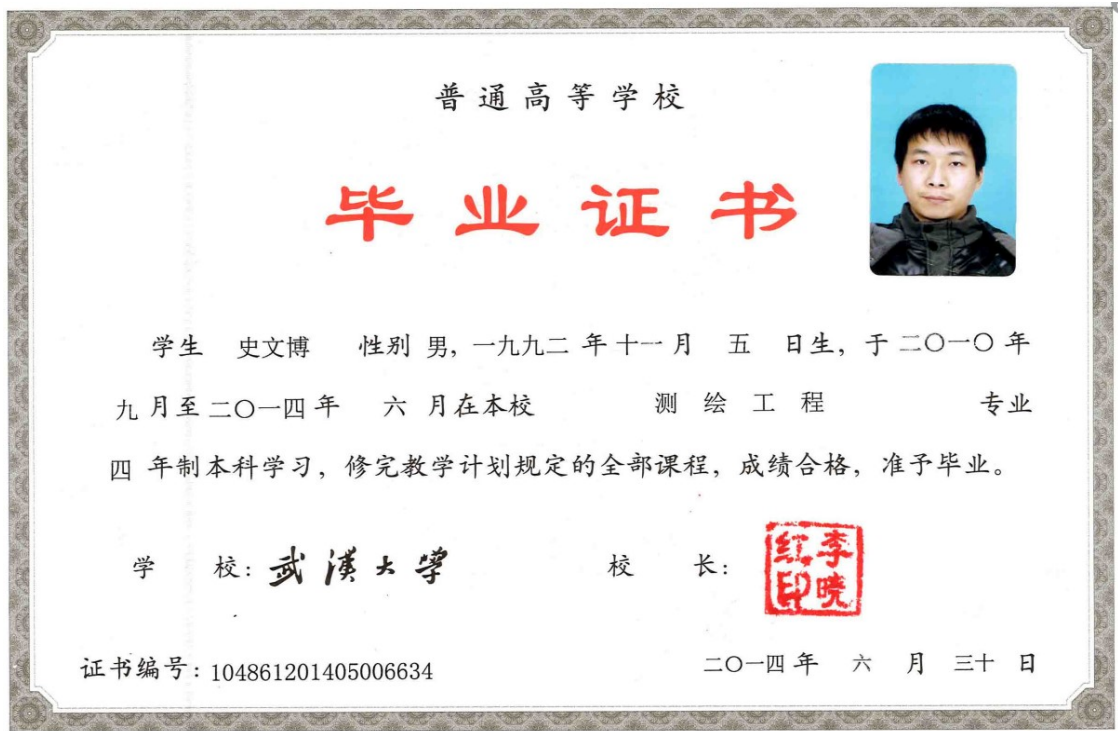 普通高等学校
毕业证书
学生 史文博 性别 男，一九九二 年 十一 月 五 日生，于 二〇一〇 年
九 月至 二〇一四 年 六 月在本校 测绘工程 专业
四 年制本科学习，修完教学计划规定的全部课程，成绩合格，准予毕业。
学 校：武漢大學 校 长：李晓红印
证书编号：104861201405006634 二〇一四 年 六 月 三十 日